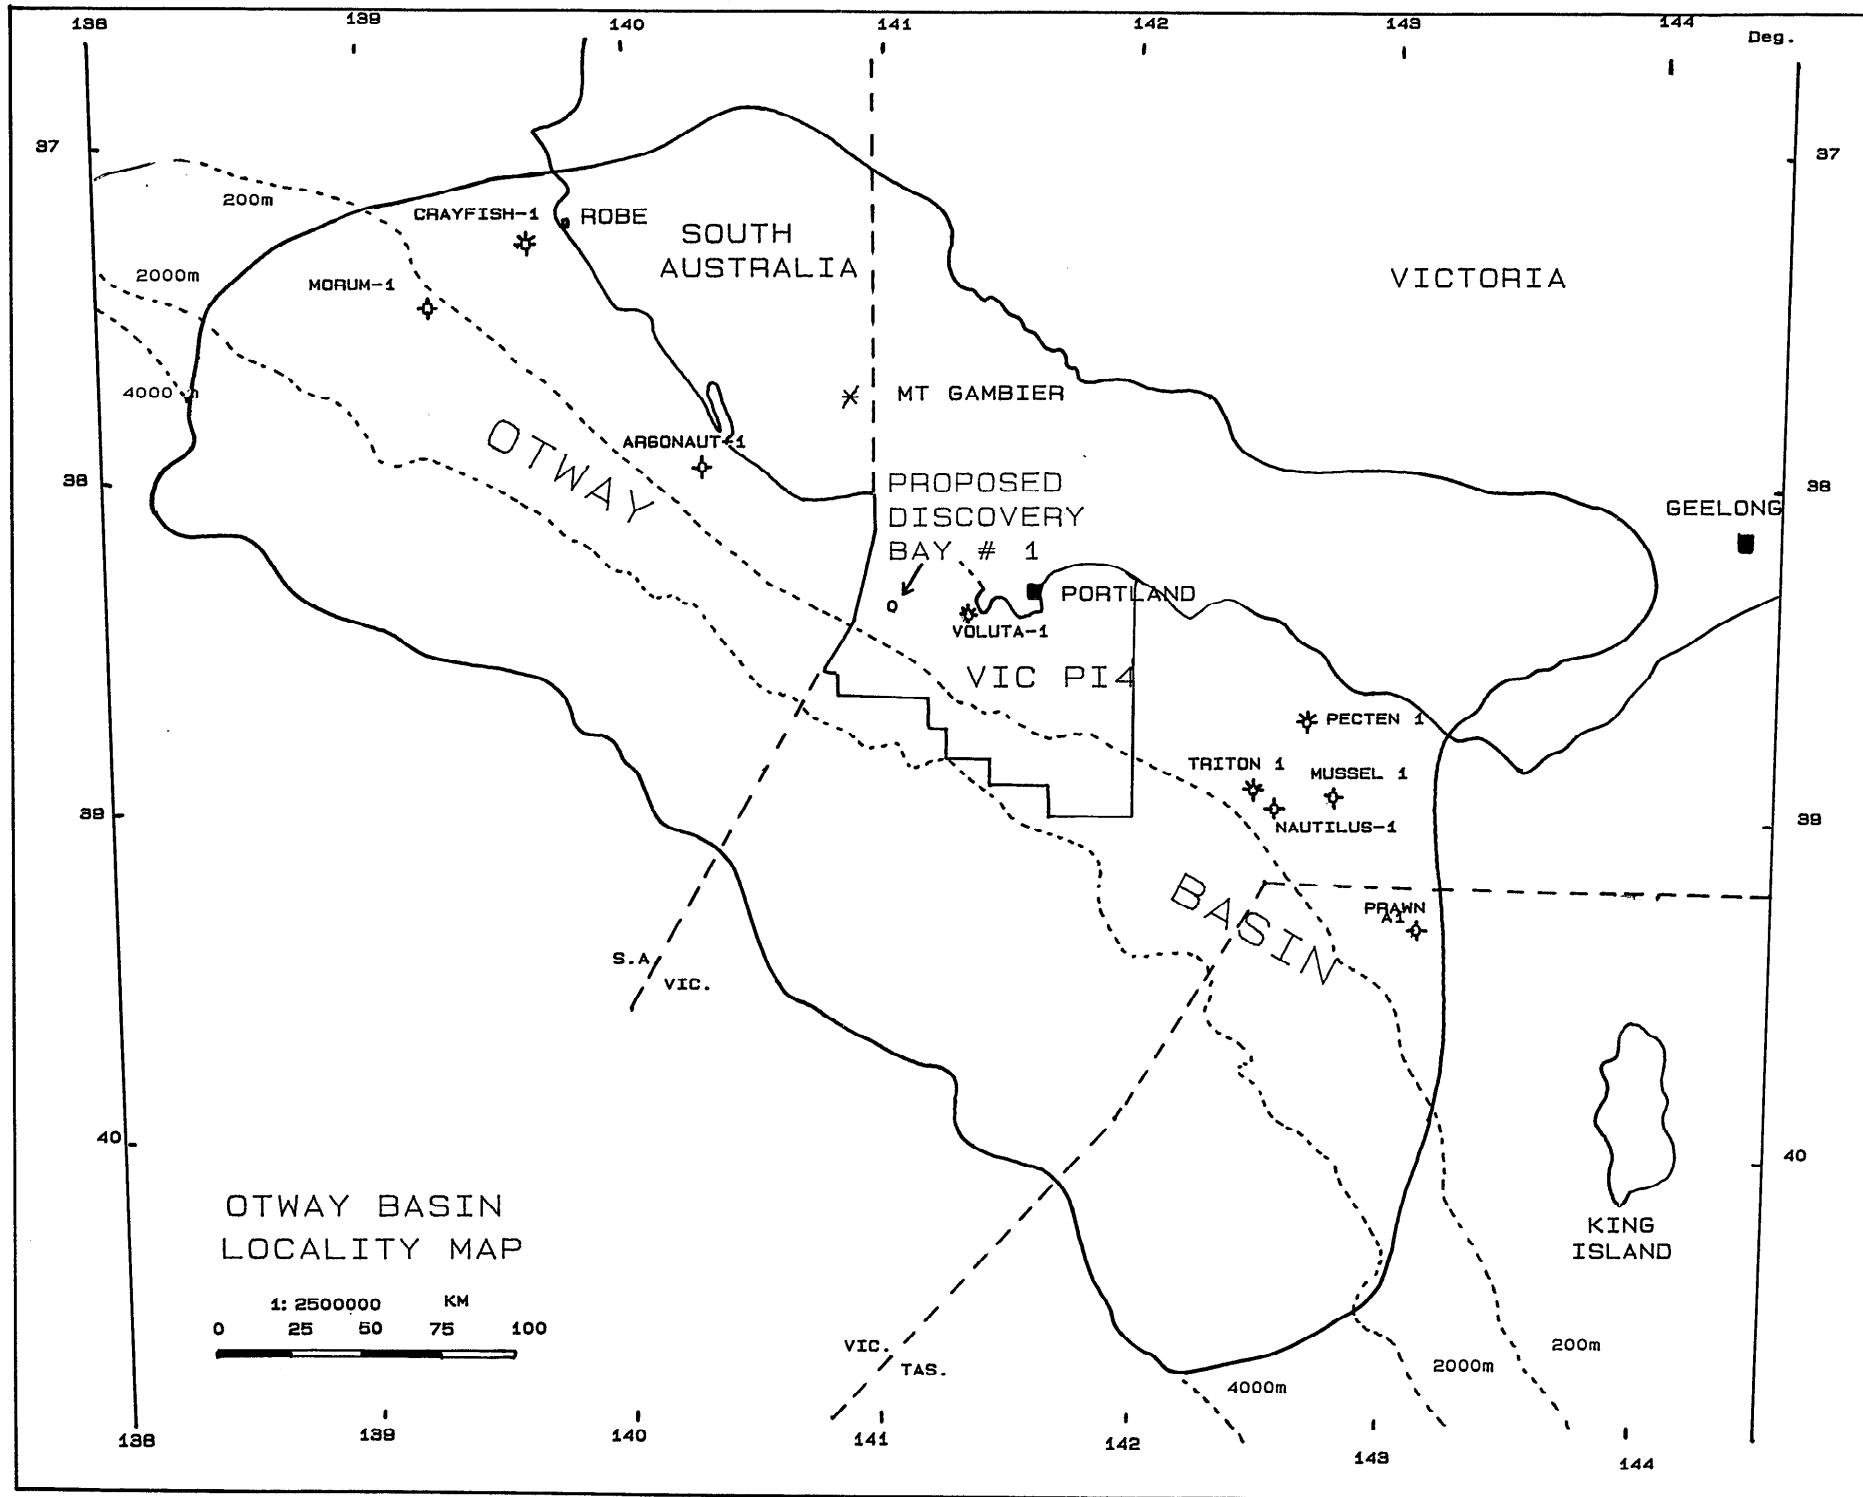 138 139 140 141 142 143 144
Deg.
37
37
200m
CRAYFISH-1
ROBE
SOUTH
AUSTRALIA
VICTORIA
2000m
MORUM-1
4000 m
MT GAMBIER
OTWAY
ARGONAUT-1
38
38
PROPOSED
DISCOVERY
BAY # 1
GEELONG
PORTLAND
VOLUTA-1
VIC PI4
PECTEN 1
TRITON 1
MUSSEL 1
NAUTILUS-1
39
39
BASIN
PRAWN
A1
S.A
VIC.
40
40
OTWAY BASIN
LOCALITY MAP
KING
ISLAND
1: 2500000 KM
0 25 50 75 100
VIC.
TAS.
200m
2000m
4000m
138 139 140 141 142 143 144